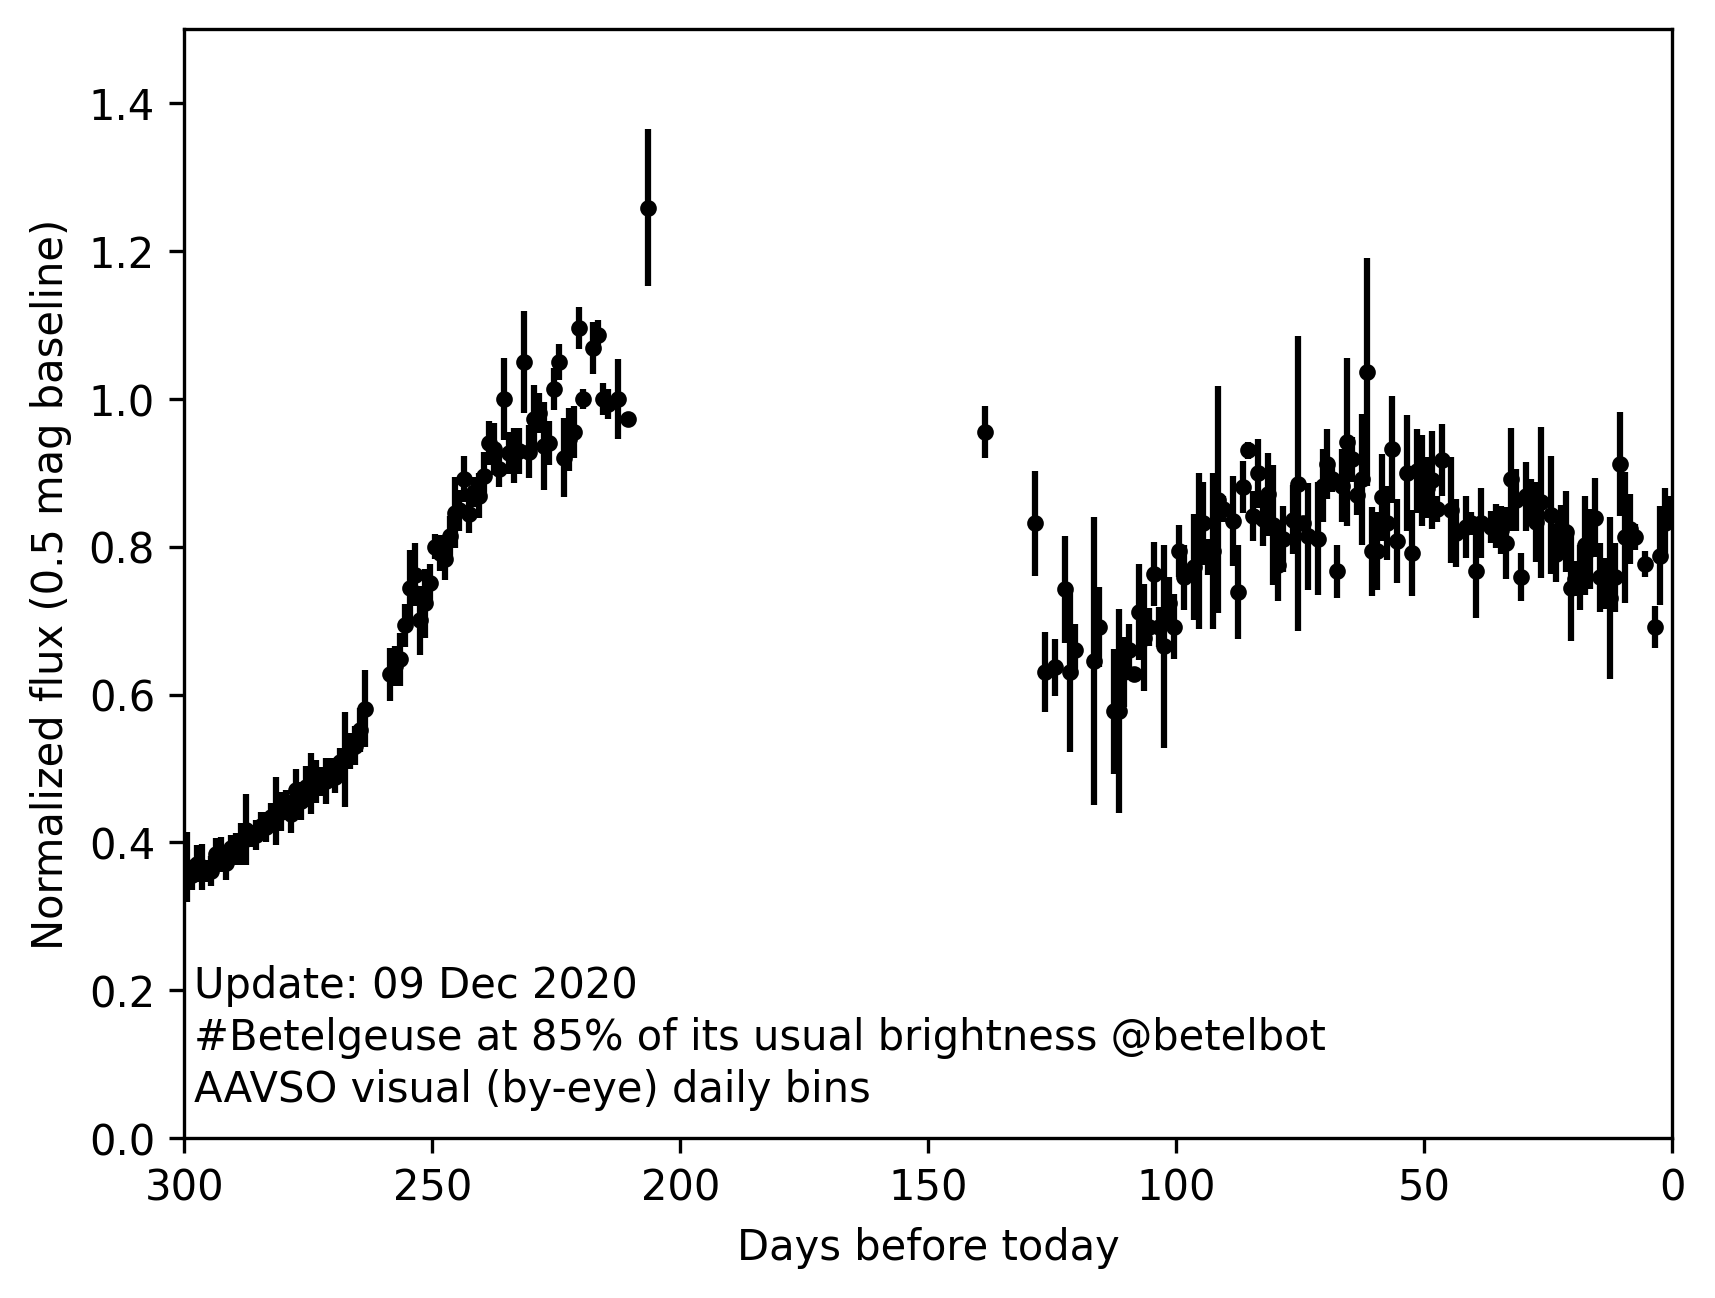 1.4
1.2
1.0
0.8
0.6
0.4
0.2
0.0
Normalized flux (0.5 mag baseline)
Update: 09 Dec 2020
#Betelgeuse at 85% of its usual brightness @betelbot
AAVSO visual (by-eye) daily bins
300 250 200 150 100 50 0
Days before today